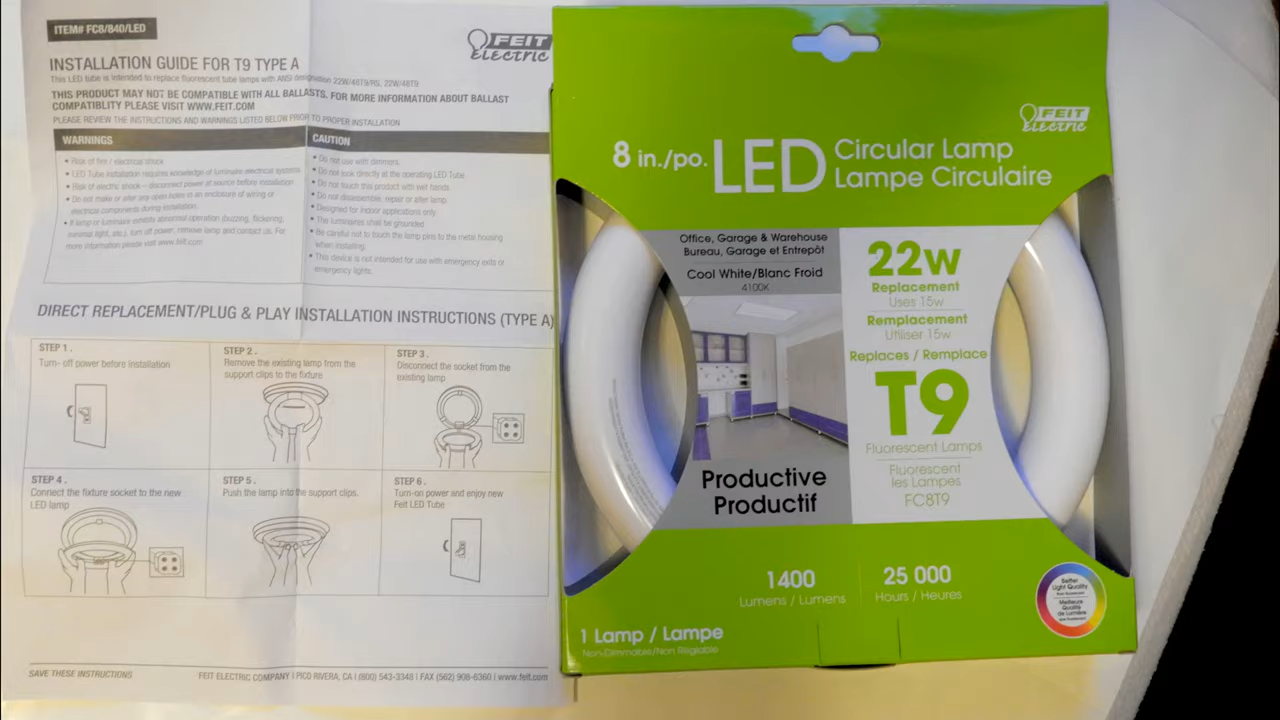 ITEM# FC8/840/LED
FEIT
electric
INSTALLATION GUIDE FOR T9 TYPE A
This LED tube is intended to replace fluorescent tube lamps with ANSI designation 22W/48T9/RS, 22W/48T9
THIS PRODUCT MAY NOT BE COMPATIBLE WITH ALL BALLASTS. FOR MORE INFORMATION ABOUT BALLAST
COMPATIBLITY PLEASE VISIT WWW.FEIT.COM
PLEASE REVIEW THE INSTRUCTIONS AND WARNINGS LISTED BELOW PRIOR TO PROPER INSTALLATION
WARNINGS
• Risk of fire / electrical shock
• LED Tube installation requires knowledge of luminaire electrical systems
• Risk of electric shock – disconnect power at source before installation
• Do not make or alter any open holes in an enclosure of wiring or
electrical components during installation.
• If lamp or luminaire exhibits abnormal operation (buzzing, flickering,
minimal light, etc.), turn off power, remove lamp and contact us. For
more information please visit www.feit.com
CAUTION
• Do not use with dimmers.
• Do not look directly at the operating LED Tube
• Do not touch this product with wet hands.
• Do not disassemble, repair or alter lamp.
• Designed for indoor applications only.
• The luminaires shall be grounded
• Be careful not to touch the lamp pins to the metal housing
when installing.
• This device is not intended for use with emergency exits or
emergency lights.
DIRECT REPLACEMENT/PLUG & PLAY INSTALLATION INSTRUCTIONS (TYPE A)
STEP 1 .
Turn- off power before installation
STEP 2 .
Remove the existing lamp from the
support clips to the fixture
STEP 3 .
Disconnect the socket from the
existing lamp
STEP 4 .
Connect the fixture socket to the new
LED lamp
STEP 5 .
Push the lamp into the support clips.
STEP 6 .
Turn-on power and enjoy new
Feit LED Tube
SAVE THESE INSTRUCTIONS
FEIT ELECTRIC COMPANY | PICO RIVERA, CA | (800) 543-3348 | FAX (562) 908-6360 | www.feit.com
FEIT
electric
8 in./po. LED
Circular Lamp
Lampe Circulaire
Office, Garage & Warehouse
Bureau, Garage et Entrepôt
Cool White/Blanc Froid
4100K
Productive
Productif
22w
Replacement
Uses 15w
Remplacement
Utiliser 15w
Replaces / Remplace
T9
Fluorescent Lamps
Fluorescent
les Lampes
FC8T9
1400
Lumens / Lumens
25 000
Hours / Heures
Better
Light Quality
Meilleure
Qualité
de Lumière
1 Lamp / Lampe
Non-Dimmable/Non Réglable